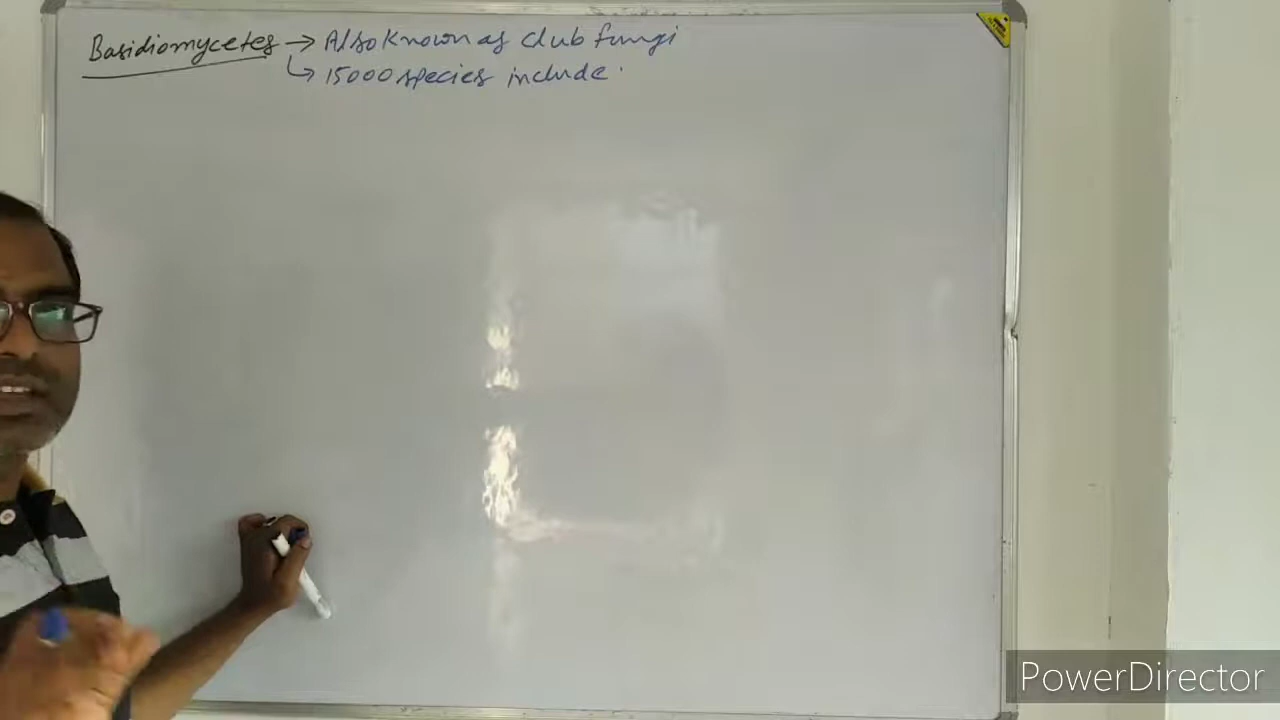 Basidiomycetes → Also Known as club fungi
↳ 15000 species include
PowerDirector